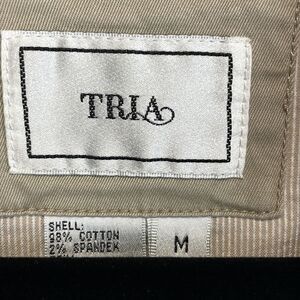 TRIA
SHELL:
98% COTTON
2% SPANDEX
M